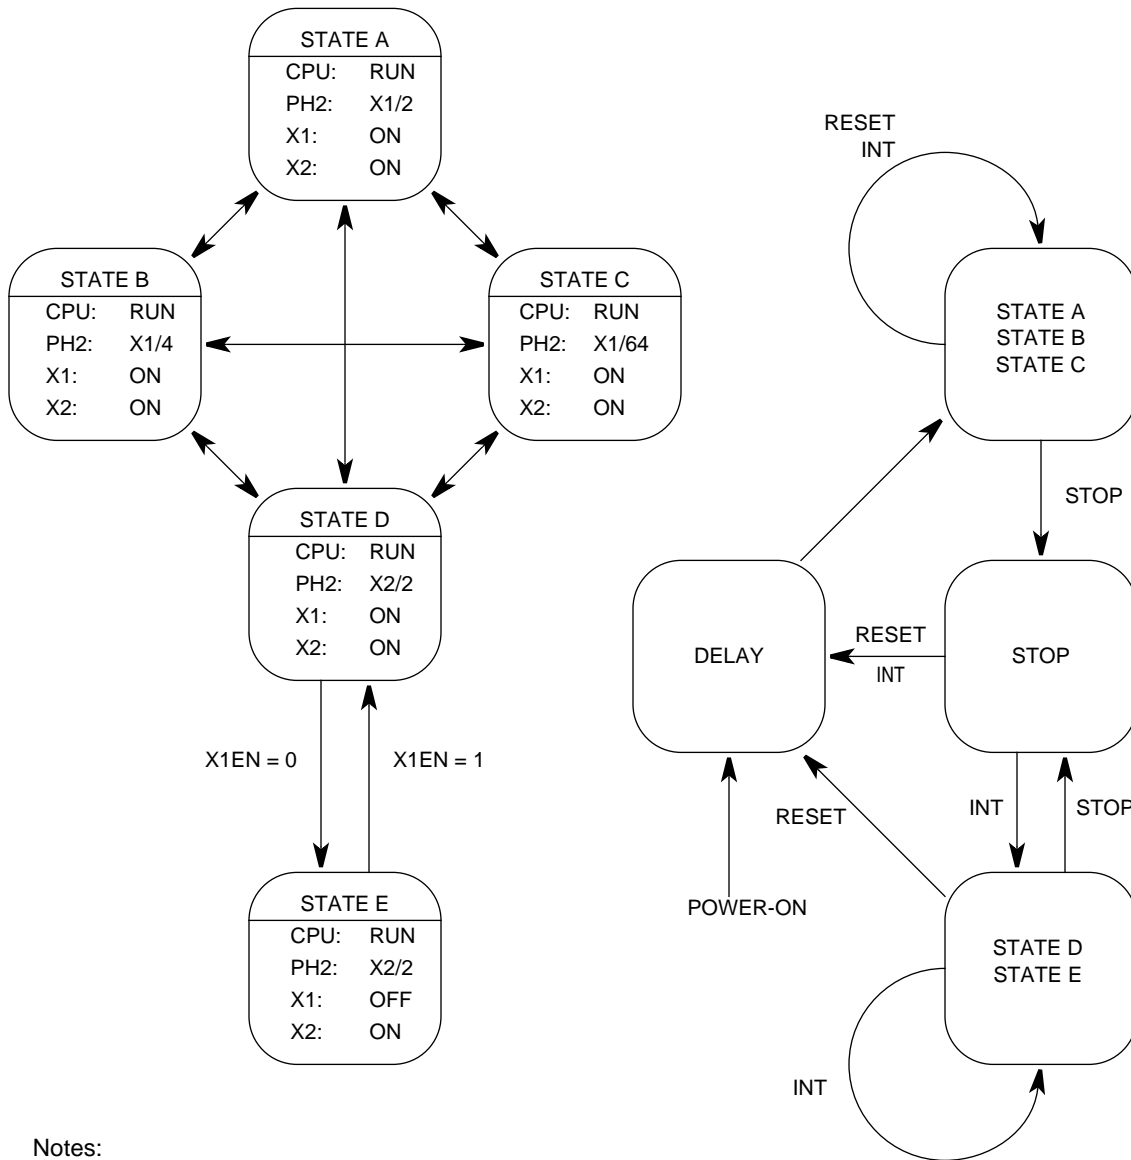 STATE A
CPU: RUN
PH2: X1/2
X1: ON
X2: ON
STATE B
CPU: RUN
PH2: X1/4
X1: ON
X2: ON
STATE C
CPU: RUN
PH2: X1/64
X1: ON
X2: ON
STATE D
CPU: RUN
PH2: X2/2
X1: ON
X2: ON
X1EN = 0
X1EN = 1
STATE E
CPU: RUN
PH2: X2/2
X1: OFF
X2: ON
RESET
INT
STATE A
STATE B
STATE C
STOP
DELAY
RESET
INT
STOP
RESET
INT
STOP
POWER-ON
STATE D
STATE E
INT
Notes: